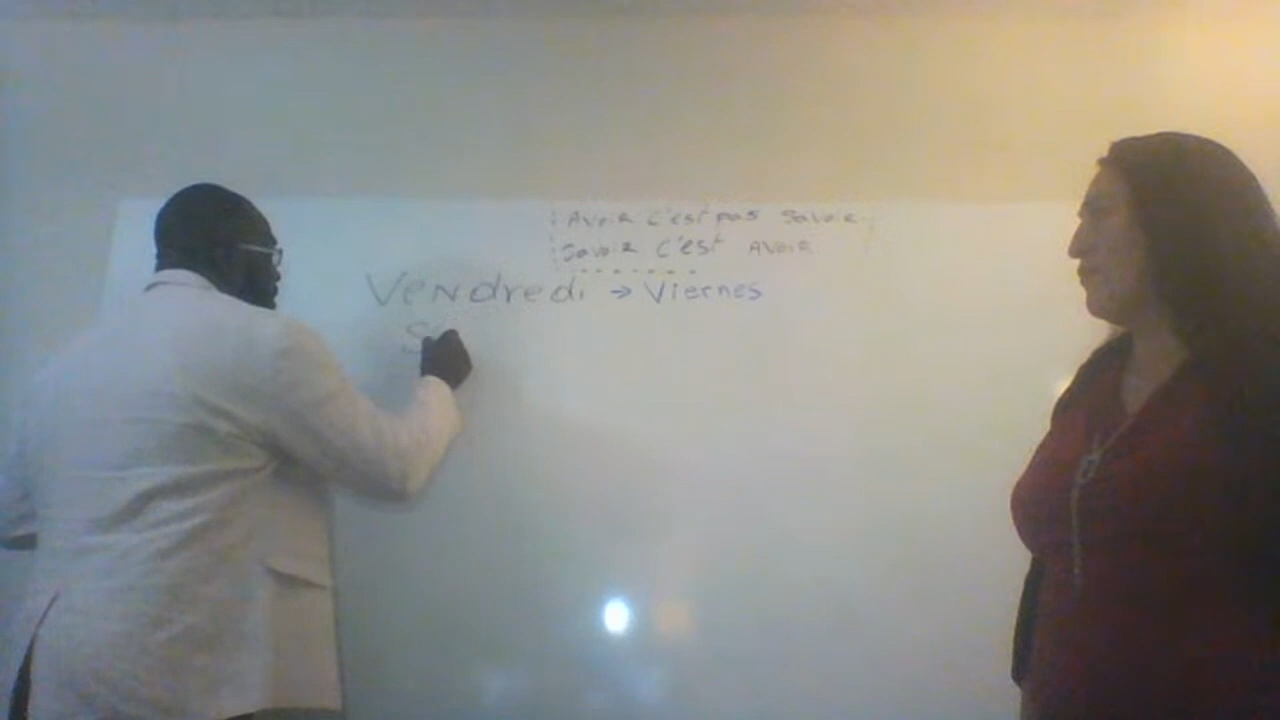 Avoir c'est pas Savoir
Savoir c'est Avoir
Vendredi → Viernes
S